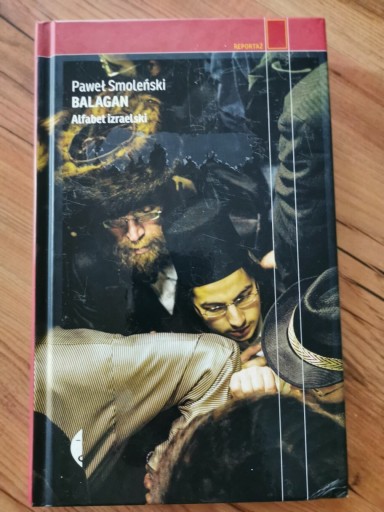 REPORTAŻ
Paweł Smoleński
BALAGAN
Alfabet izraelski